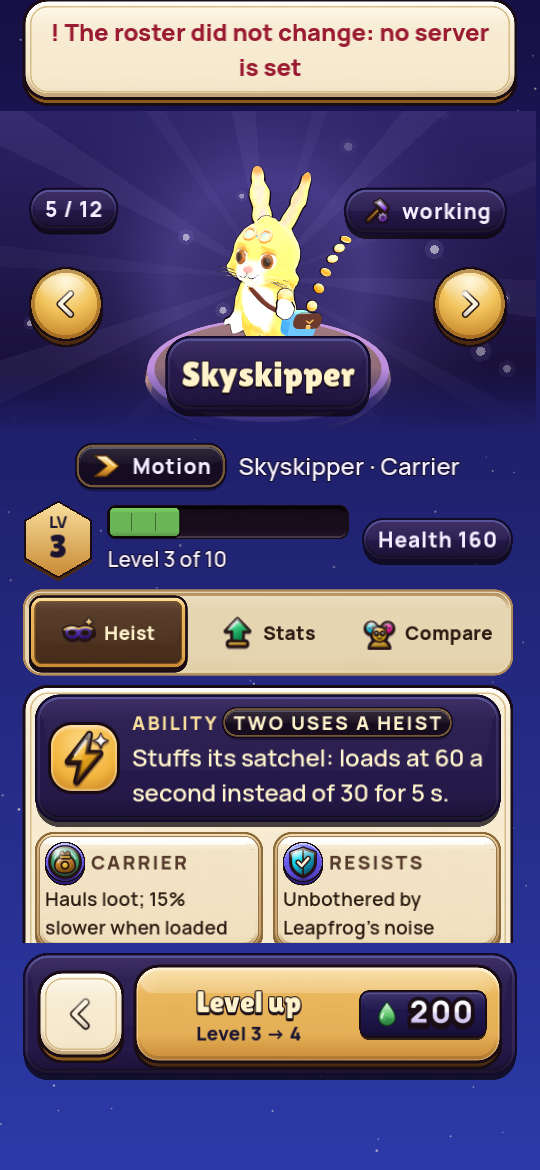 ! The roster did not change: no server
is set
5 / 12
working
Skyskipper
Motion
Skyskipper · Carrier
LV
3
Level 3 of 10
Health 160
Heist
Stats
Compare
ABILITY TWO USES A HEIST
Stuffs its satchel: loads at 60 a
second instead of 30 for 5 s.
CARRIER
Hauls loot; 15%
slower when loaded
RESISTS
Unbothered by
Leapfrog's noise
Level up
Level 3 → 4
200